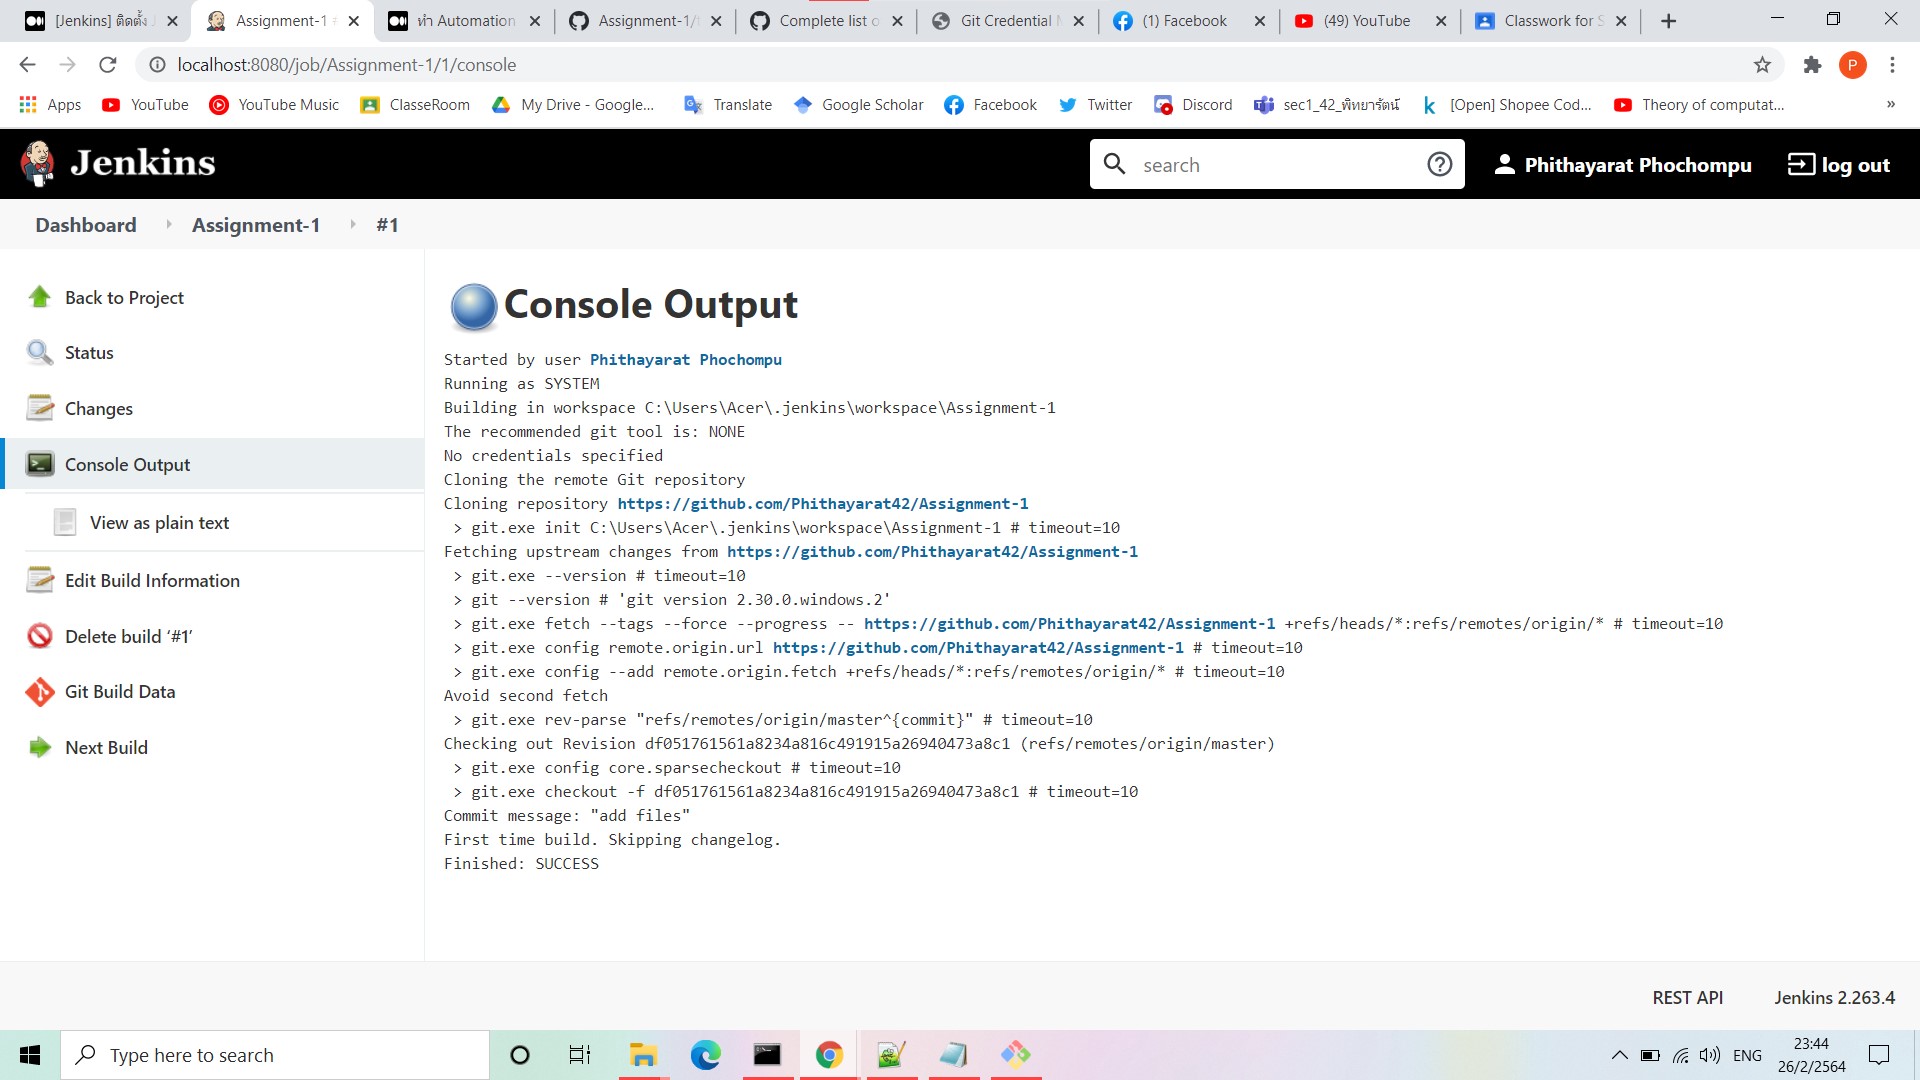 [Jenkins] ติดตั้ง J
Assignment-1 #
ทำ Automation
Assignment-1/t
Complete list o
Git Credential M
(1) Facebook
(49) YouTube
Classwork for S
localhost:8080/job/Assignment-1/1/console
P
Apps
YouTube
YouTube Music
ClasseRoom
My Drive - Google...
Translate
Google Scholar
Facebook
Twitter
Discord
sec1_42_พิทยารัตน์
[Open] Shopee Cod...
Theory of computat...
»
Jenkins
search
Phithayarat Phochompu
log out
Dashboard
Assignment-1
#1
Back to Project
Status
Changes
Console Output
View as plain text
Edit Build Information
Delete build ‘#1’
Git Build Data
Next Build
Console Output
Started by user Phithayarat Phochompu
Running as SYSTEM
Building in workspace C:\Users\Acer\.jenkins\workspace\Assignment-1
The recommended git tool is: NONE
No credentials specified
Cloning the remote Git repository
Cloning repository https://github.com/Phithayarat42/Assignment-1
> git.exe init C:\Users\Acer\.jenkins\workspace\Assignment-1 # timeout=10
Fetching upstream changes from https://github.com/Phithayarat42/Assignment-1
> git.exe --version # timeout=10
> git --version # 'git version 2.30.0.windows.2'
> git.exe fetch --tags --force --progress -- https://github.com/Phithayarat42/Assignment-1 +refs/heads/*:refs/remotes/origin/* # timeout=10
> git.exe config remote.origin.url https://github.com/Phithayarat42/Assignment-1 # timeout=10
> git.exe config --add remote.origin.fetch +refs/heads/*:refs/remotes/origin/* # timeout=10
Avoid second fetch
> git.exe rev-parse "refs/remotes/origin/master^{commit}" # timeout=10
Checking out Revision df051761561a8234a816c491915a26940473a8c1 (refs/remotes/origin/master)
> git.exe config core.sparsecheckout # timeout=10
> git.exe checkout -f df051761561a8234a816c491915a26940473a8c1 # timeout=10
Commit message: "add files"
First time build. Skipping changelog.
Finished: SUCCESS
REST API
Jenkins 2.263.4
Type here to search
ENG
23:44
26/2/2564